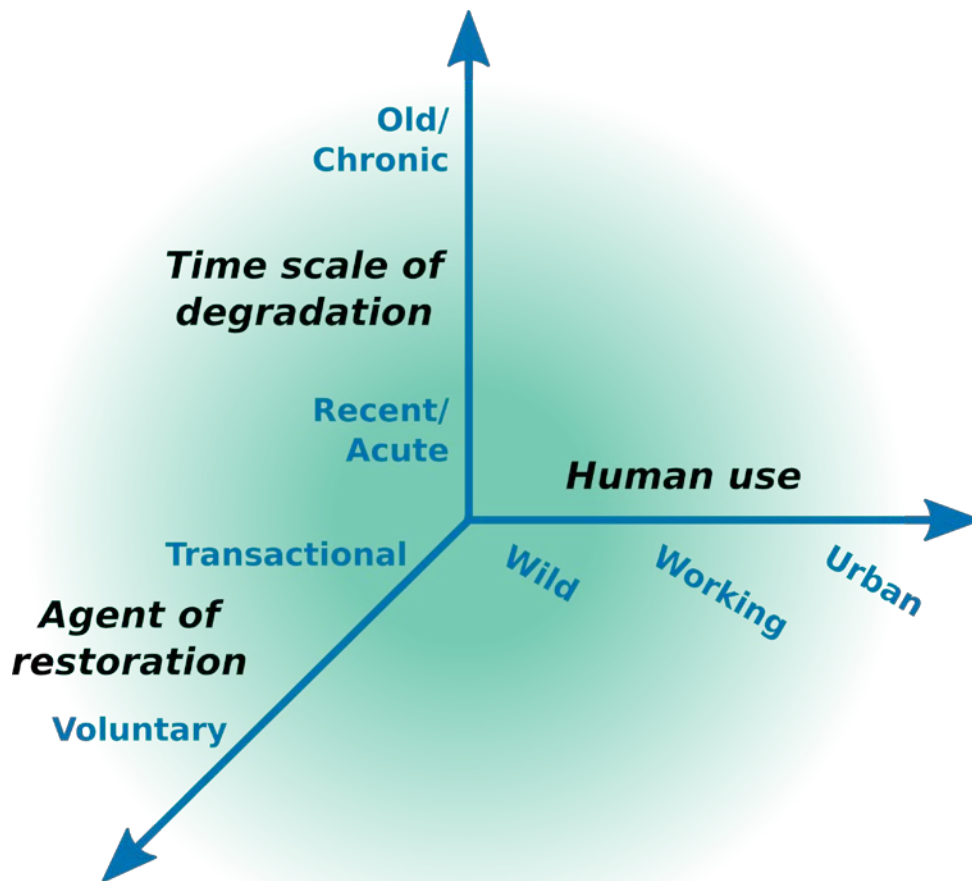 Old/
Chronic
Time scale of
degradation
Recent/
Acute
Human use
Transactional
Wild
Working
Urban
Agent of
restoration
Voluntary